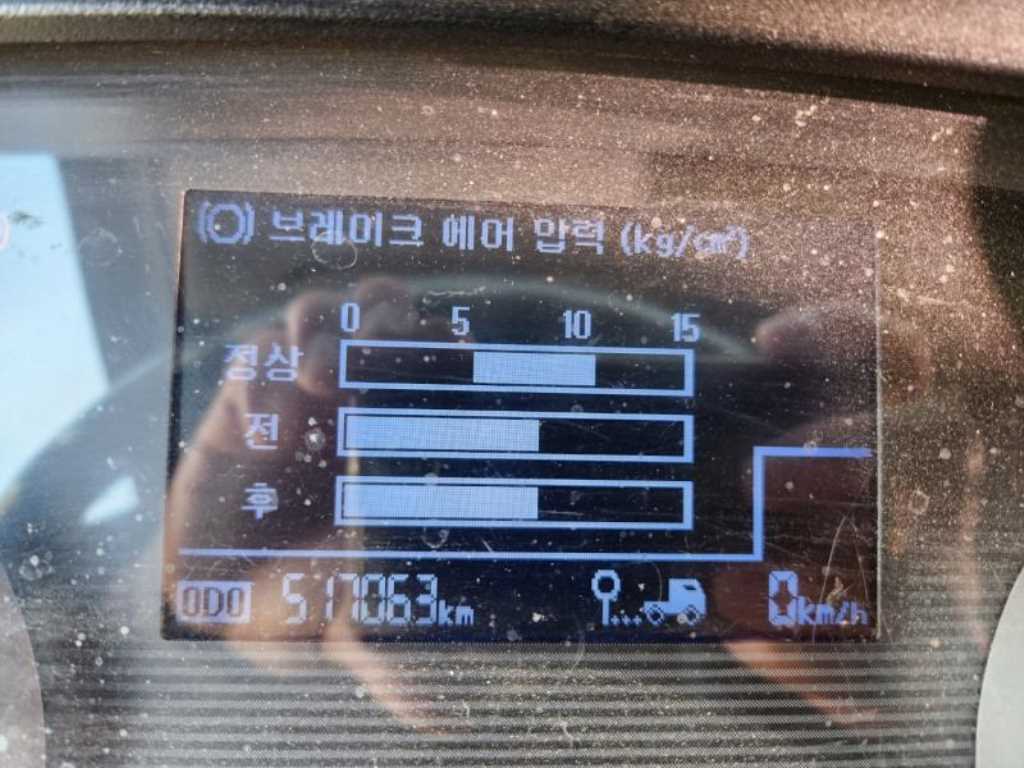 브레이크 에어 압력 (kg/㎠)
0 5 10 15
정상
전
후
ODO 517063km 0km/h